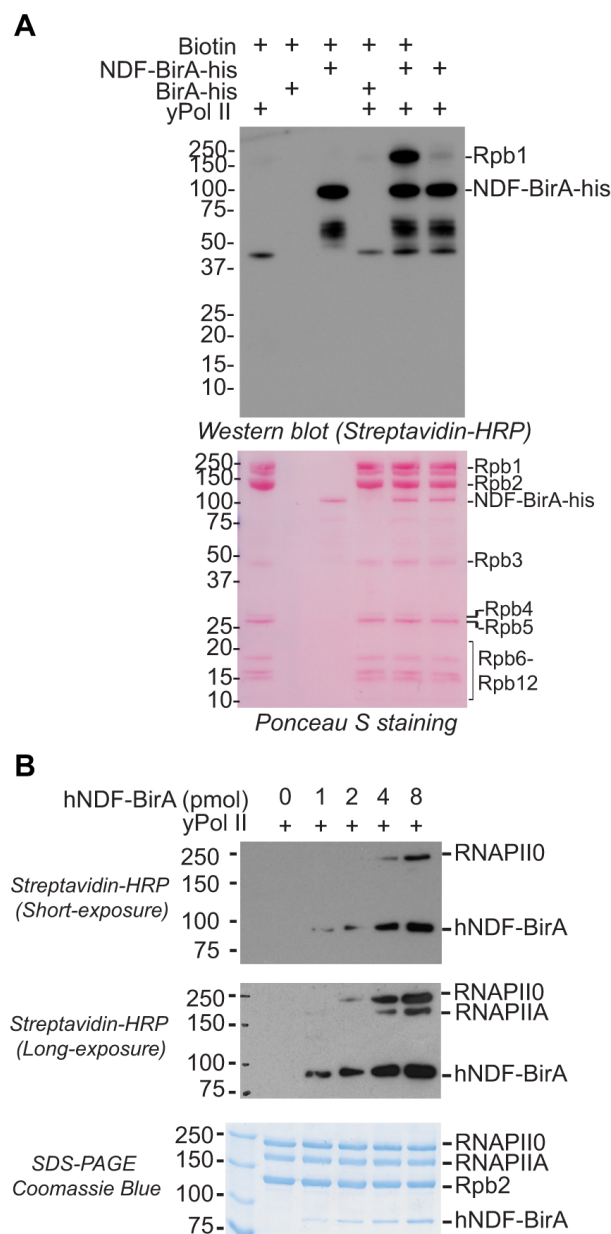 A
Biotin + + + + +
NDF-BirA-his + + +
BirA-his + +
yPol II + + + +
250-
150-
100-
75-
50-
37-
25-
20-
15-
10-
-Rpb1
-NDF-BirA-his
Western blot (Streptavidin-HRP)
250-
150-
100-
50-
37-
25-
15-
10-
-Rpb1
-Rpb2
-NDF-BirA-his
-Rpb3
-Rpb4
-Rpb5
Rpb6-
Rpb12
Ponceau S staining
B
hNDF-BirA (pmol) 0 1 2 4 8
yPol II + + + + +
Streptavidin-HRP
(Short-exposure)
250
150
100
75
RNAPII0
hNDF-BirA
Streptavidin-HRP
(Long-exposure)
250
150
100
75
RNAPII0
RNAPIIA
hNDF-BirA
SDS-PAGE
Coomassie Blue
250
150
100
75
RNAPII0
RNAPIIA
Rpb2
hNDF-BirA